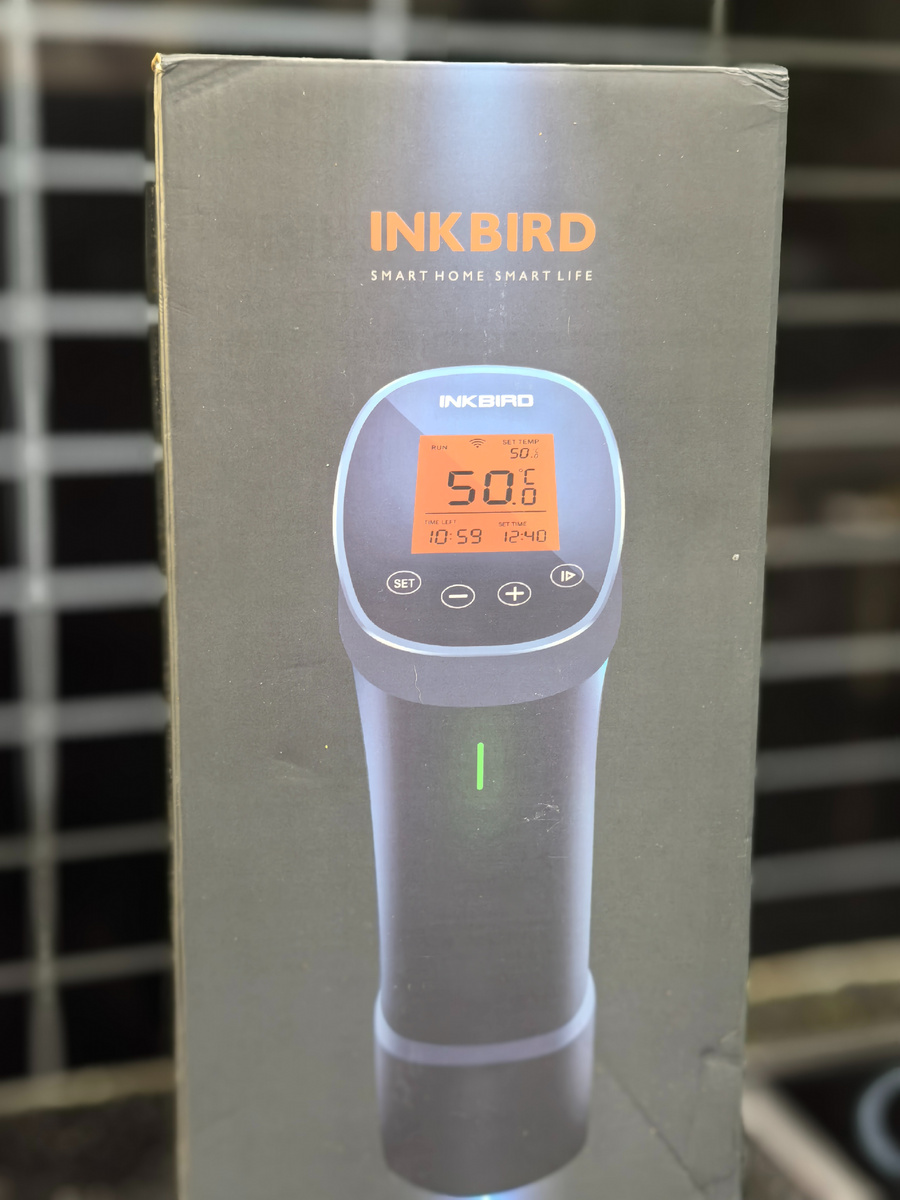 INKBIRD
SMART HOME SMART LIFE
INKBIRD
RUN SET TEMP
50.
50.0 °C
TIME LEFT SET TIME
10:59 12:40
SET